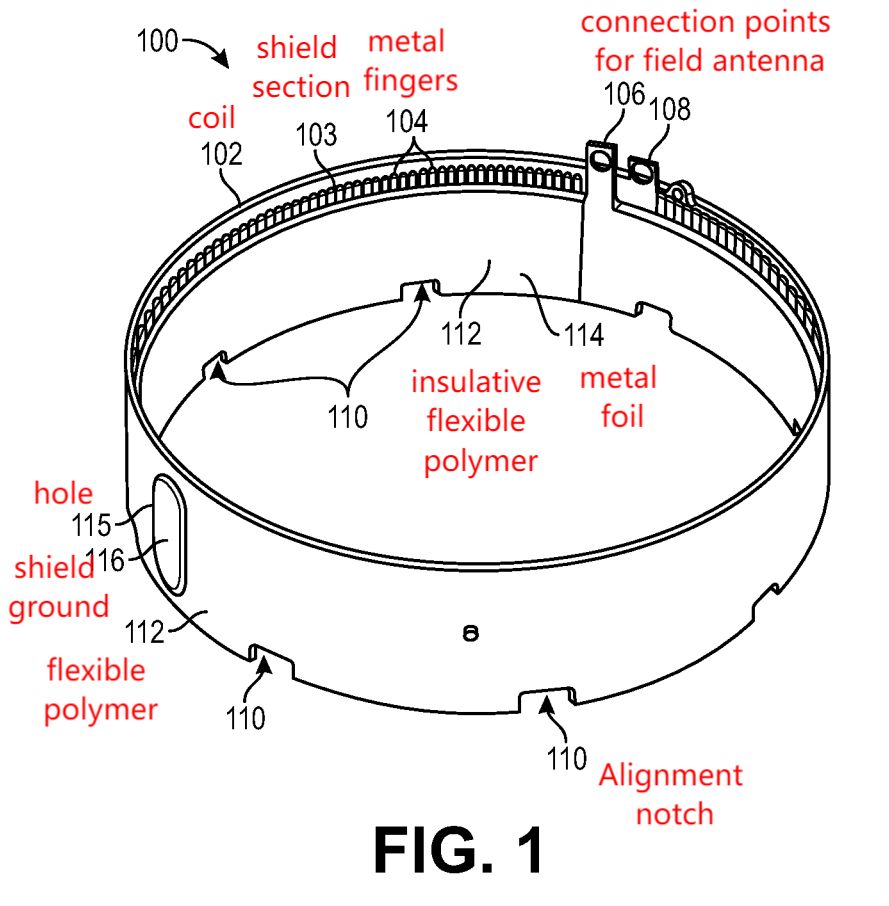 100
shield
section
metal
fingers
connection points
for field antenna
coil
102
103
104
106
108
112
114
110
insulative
flexible
polymer
metal
foil
hole
115
116
shield
ground
112
flexible
polymer
110
110
Alignment
notch
FIG. 1